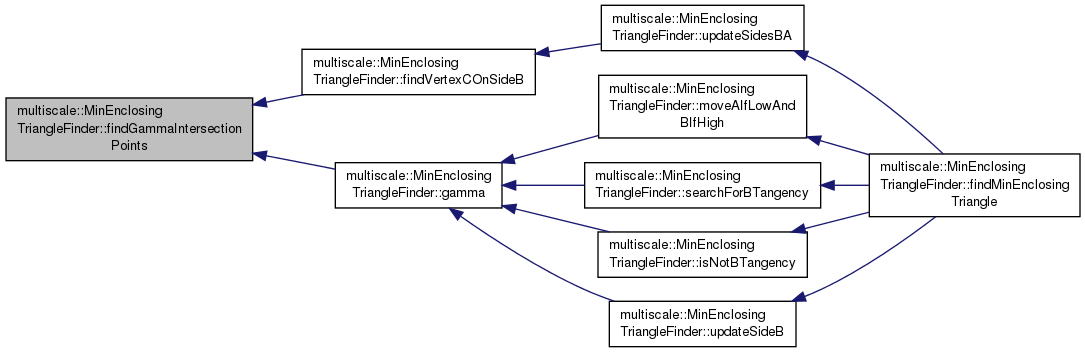 multiscale::MinEnclosing
TriangleFinder::findGammaIntersection
Points
multiscale::MinEnclosing
TriangleFinder::findVertexCOnSideB
multiscale::MinEnclosing
TriangleFinder::updateSidesBA
multiscale::MinEnclosing
TriangleFinder::gamma
multiscale::MinEnclosing
TriangleFinder::moveAIfLowAnd
BIfHigh
multiscale::MinEnclosing
TriangleFinder::searchForBTangency
multiscale::MinEnclosing
TriangleFinder::isNotBTangency
multiscale::MinEnclosing
TriangleFinder::updateSideB
multiscale::MinEnclosing
TriangleFinder::findMinEnclosing
Triangle